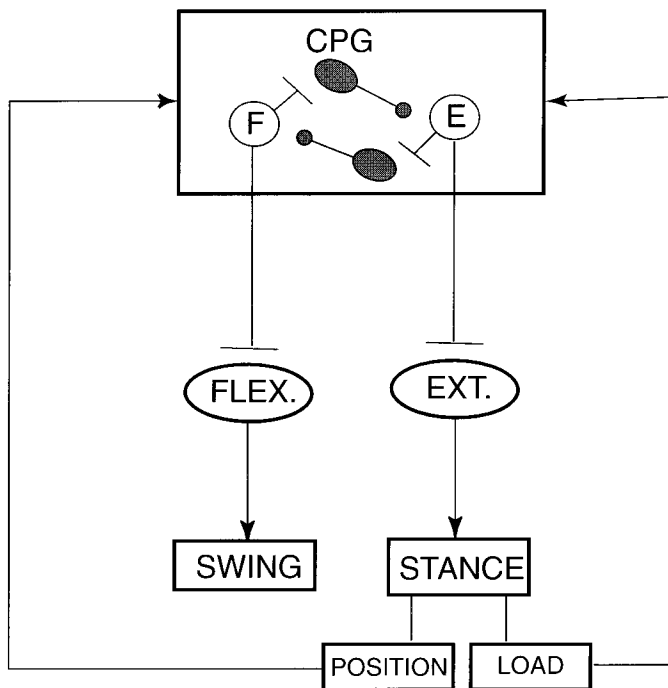 CPG
F
E
FLEX.
EXT.
SWING
STANCE
POSITION
LOAD